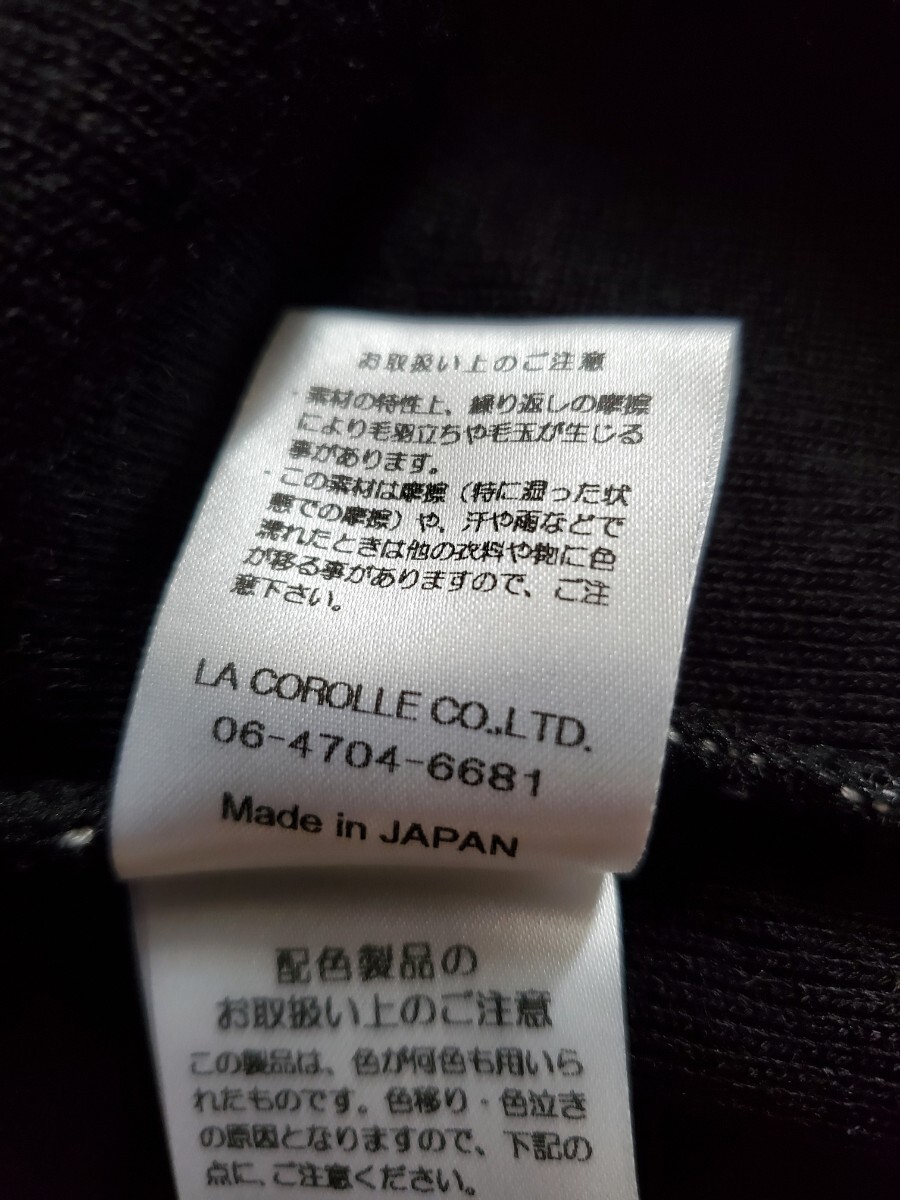 お取扱い上のご注意
・素材の特性上、繰り返しの摩擦
により毛羽立ちや毛玉が生じる
事があります。
・この素材は摩擦（特に湿った状
態での摩擦）や、汗や雨などで
濡れたときは他の衣料や物に色
が移る事がありますので、ご注
意下さい。
LA COROLLE CO.,LTD.
06-4704-6681
Made in JAPAN
配色製品の
お取扱い上のご注意
この製品は、色が何色も用いら
れたものです。色移り・色泣き
の原因となりますので、下記の
点に、ご注意ください。